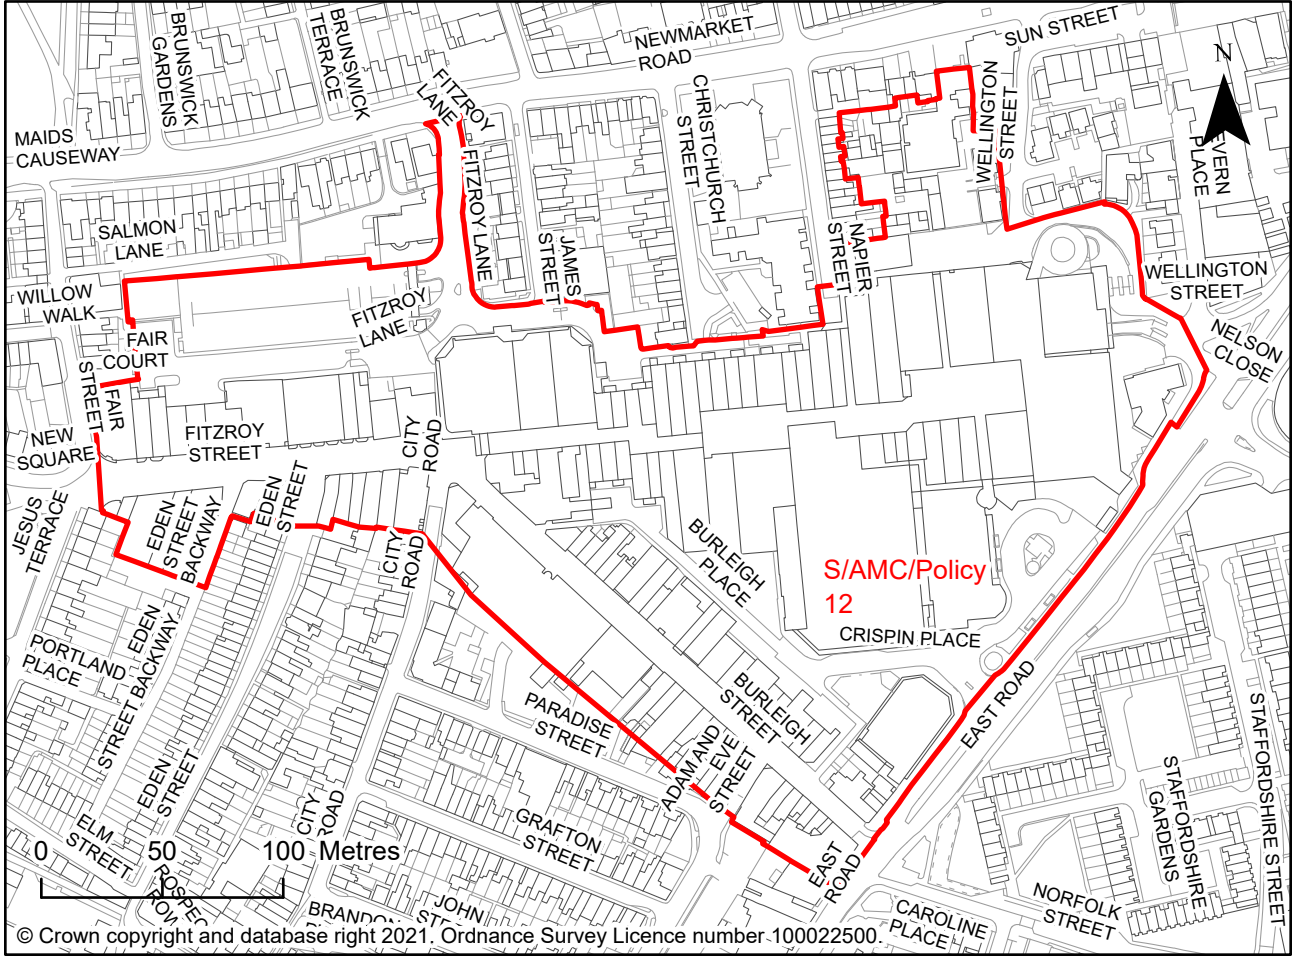 BRUNSWICK
GARDENS
BRUNSWICK
TERRACE
NEWMARKET
ROAD
SUN STREET
N
FITZROY
LANE
MAIDS
CAUSEWAY
CHRISTCHURCH
STREET
WELLINGTON
STREET
EVERN
PLACE
FITZROY LANE
SALMON
LANE
JAMES
STREET
NAPIER
STREET
WILLOW
WALK
FITZROY
LANE
WELLINGTON
STREET
FAIR
COURT
NELSON
CLOSE
FAIR
STREET
NEW
SQUARE
FITZROY
STREET
CITY
ROAD
JESUS
TERRACE
EDEN
STREET
BACKWAY
EDEN
STREET
CITY
ROAD
BURLEIGH
PLACE
S/AMC/Policy
12
CRISPIN PLACE
PORTLAND
PLACE
EDEN
STREET BACKWAY
PARADISE
STREET
BURLEIGH
STREET
EAST ROAD
ADAM AND
EVE
STREET
EDEN
STREET
CITY
ROAD
STAFFORDSHIRE
GARDENS
STAFFORDSHIRE STREET
ELM
STREET
GRAFTON
STREET
0 50 100 Metres
EAST
ROAD
ROSPEC
ROW
BRANDON
JOHN
STREET
CAROLINE
PLACE
NORFOLK
STREET
© Crown copyright and database right 2021. Ordnance Survey Licence number 100022500.